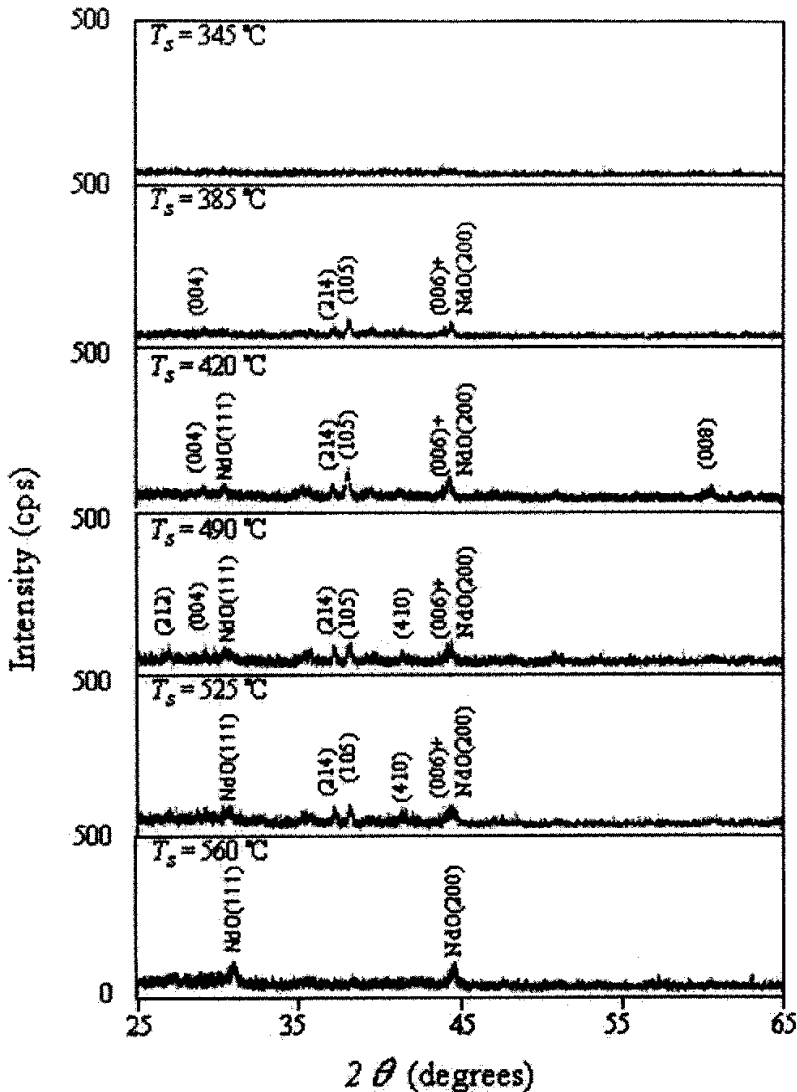 500
T_s = 345 °C
500
T_s = 385 °C
(004)
(214)
(105)
(006)+
NdO(200)
500
T_s = 420 °C
(004)
NdO(111)
(214)
(105)
(006)+
NdO(200)
(008)
500
T_s = 490 °C
(212)
(004)
NdO(111)
(214)
(105)
(410)
(006)+
NdO(200)
500
T_s = 525 °C
NdO(111)
(214)
(105)
(410)
(006)+
NdO(200)
500
T_s = 560 °C
NdO(111)
NdO(200)
0
25
35
45
55
65
Intensity (cps)
2 θ (degrees)